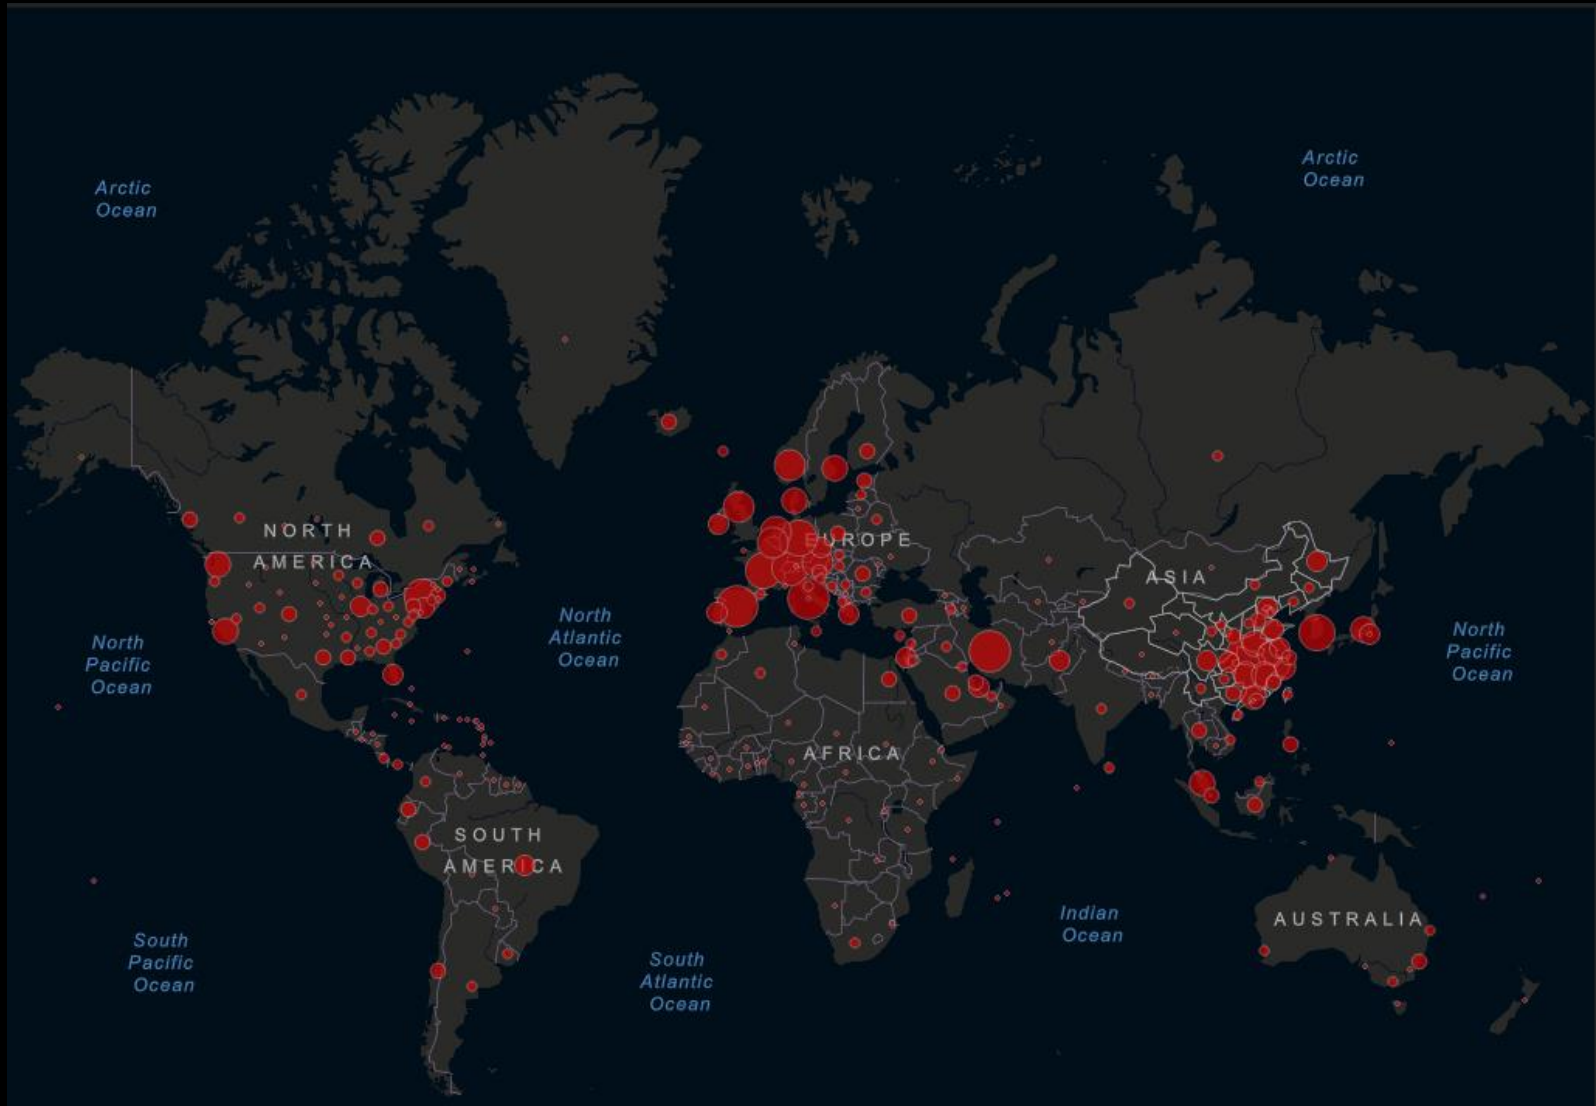 Arctic
Ocean
Arctic
Ocean
NORTH
AMERICA
EUROPE
ASIA
North
Pacific
Ocean
North
Atlantic
Ocean
North
Pacific
Ocean
AFRICA
SOUTH
AMERICA
Indian
Ocean
AUSTRALIA
South
Pacific
Ocean
South
Atlantic
Ocean